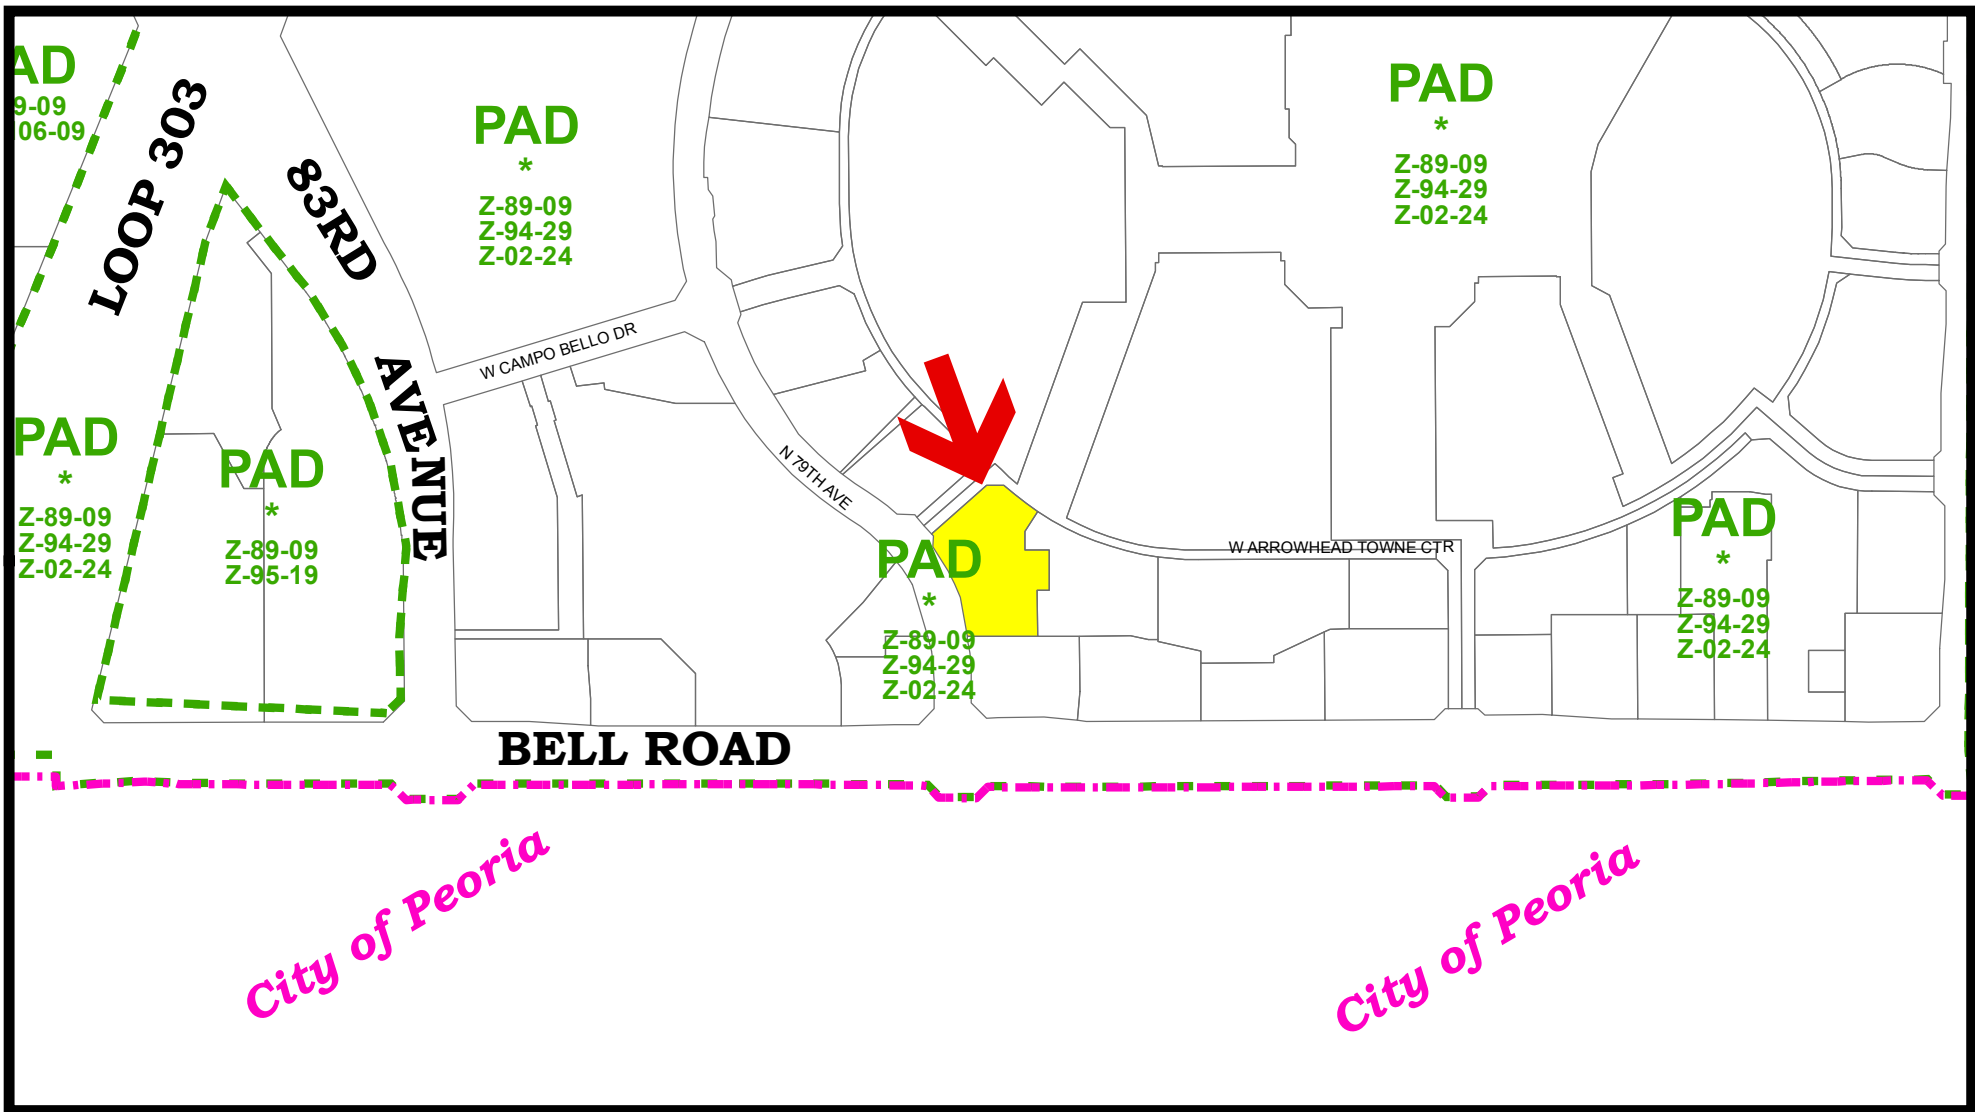 AD
9-09
06-09
LOOP 303
83RD
AVENUE
PAD
*
Z-89-09
Z-94-29
Z-02-24
PAD
*
Z-89-09
Z-94-29
Z-02-24
W CAMPO BELLO DR
N 79TH AVE
PAD
*
Z-89-09
Z-94-29
Z-02-24
PAD
*
Z-89-09
Z-95-19
PAD
*
Z-89-09
Z-94-29
Z-02-24
W ARROWHEAD TOWNE CTR
PAD
*
Z-89-09
Z-94-29
Z-02-24
BELL ROAD
City of Peoria
City of Peoria